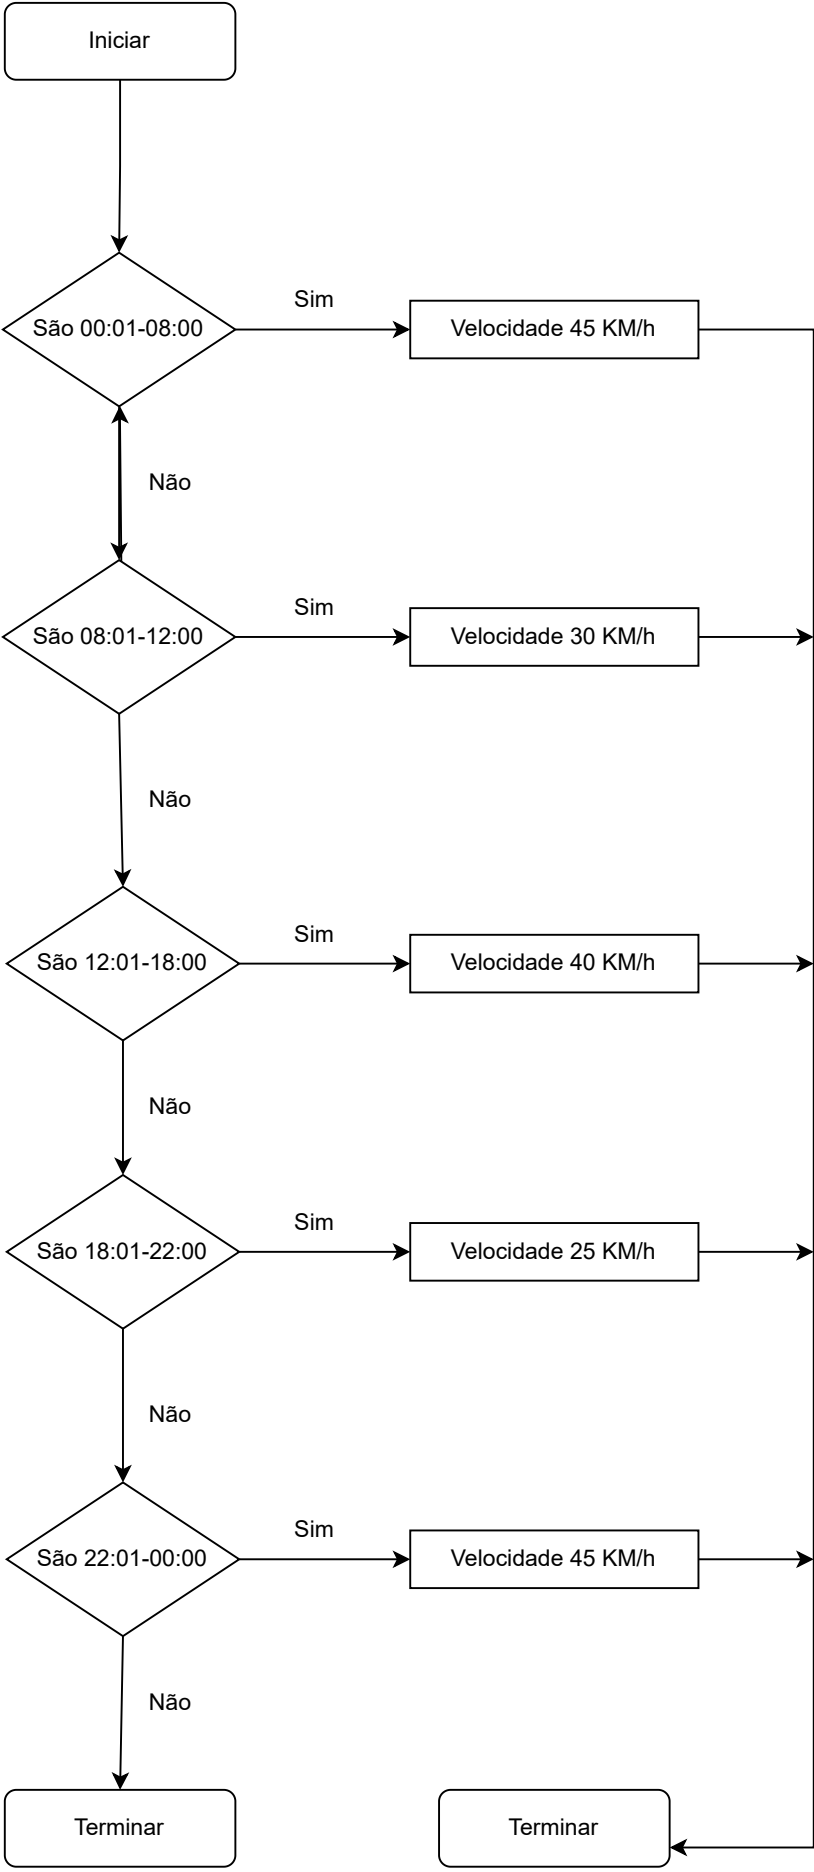 Iniciar
Sim
São 00:01-08:00
Velocidade 45 KM/h
Não
Sim
São 08:01-12:00
Velocidade 30 KM/h
Não
Sim
São 12:01-18:00
Velocidade 40 KM/h
Não
Sim
São 18:01-22:00
Velocidade 25 KM/h
Não
Sim
São 22:01-00:00
Velocidade 45 KM/h
Não
Terminar
Terminar